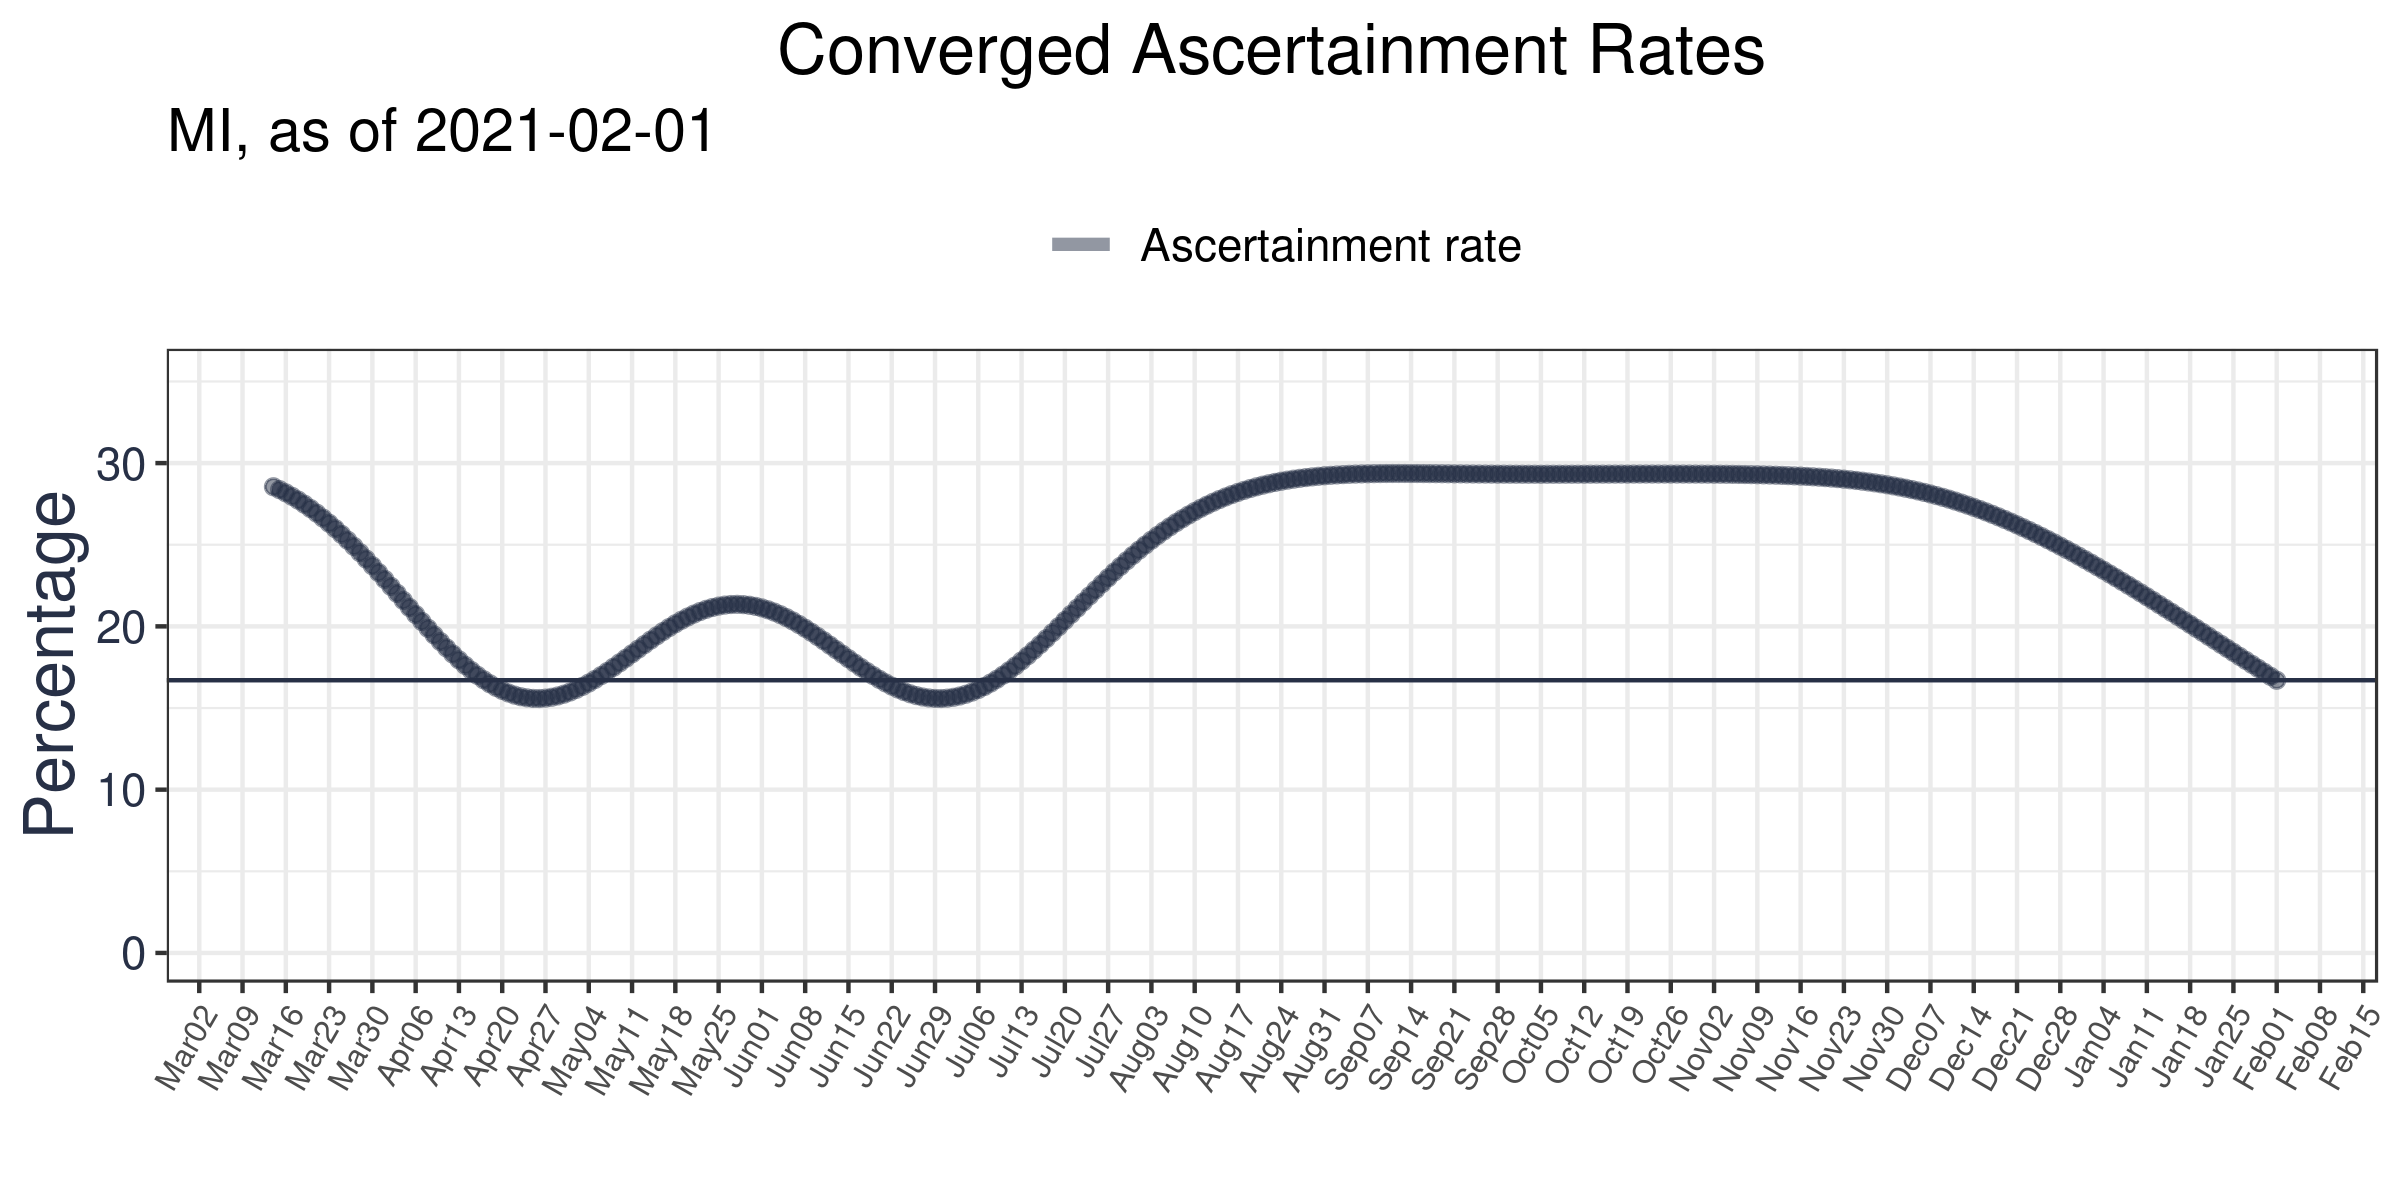 Converged Ascertainment Rates
MI, as of 2021-02-01
Ascertainment rate
Percentage
30
20
10
0
Mar02 Mar09 Mar16 Mar23 Mar30 Apr06 Apr13 Apr20 Apr27 May04 May11 May18 May25 Jun01 Jun08 Jun15 Jun22 Jun29 Jul06 Jul13 Jul20 Jul27 Aug03 Aug10 Aug17 Aug24 Aug31 Sep07 Sep14 Sep21 Sep28 Oct05 Oct12 Oct19 Oct26 Nov02 Nov09 Nov16 Nov23 Nov30 Dec07 Dec14 Dec21 Dec28 Jan04 Jan11 Jan18 Jan25 Feb01 Feb08 Feb15